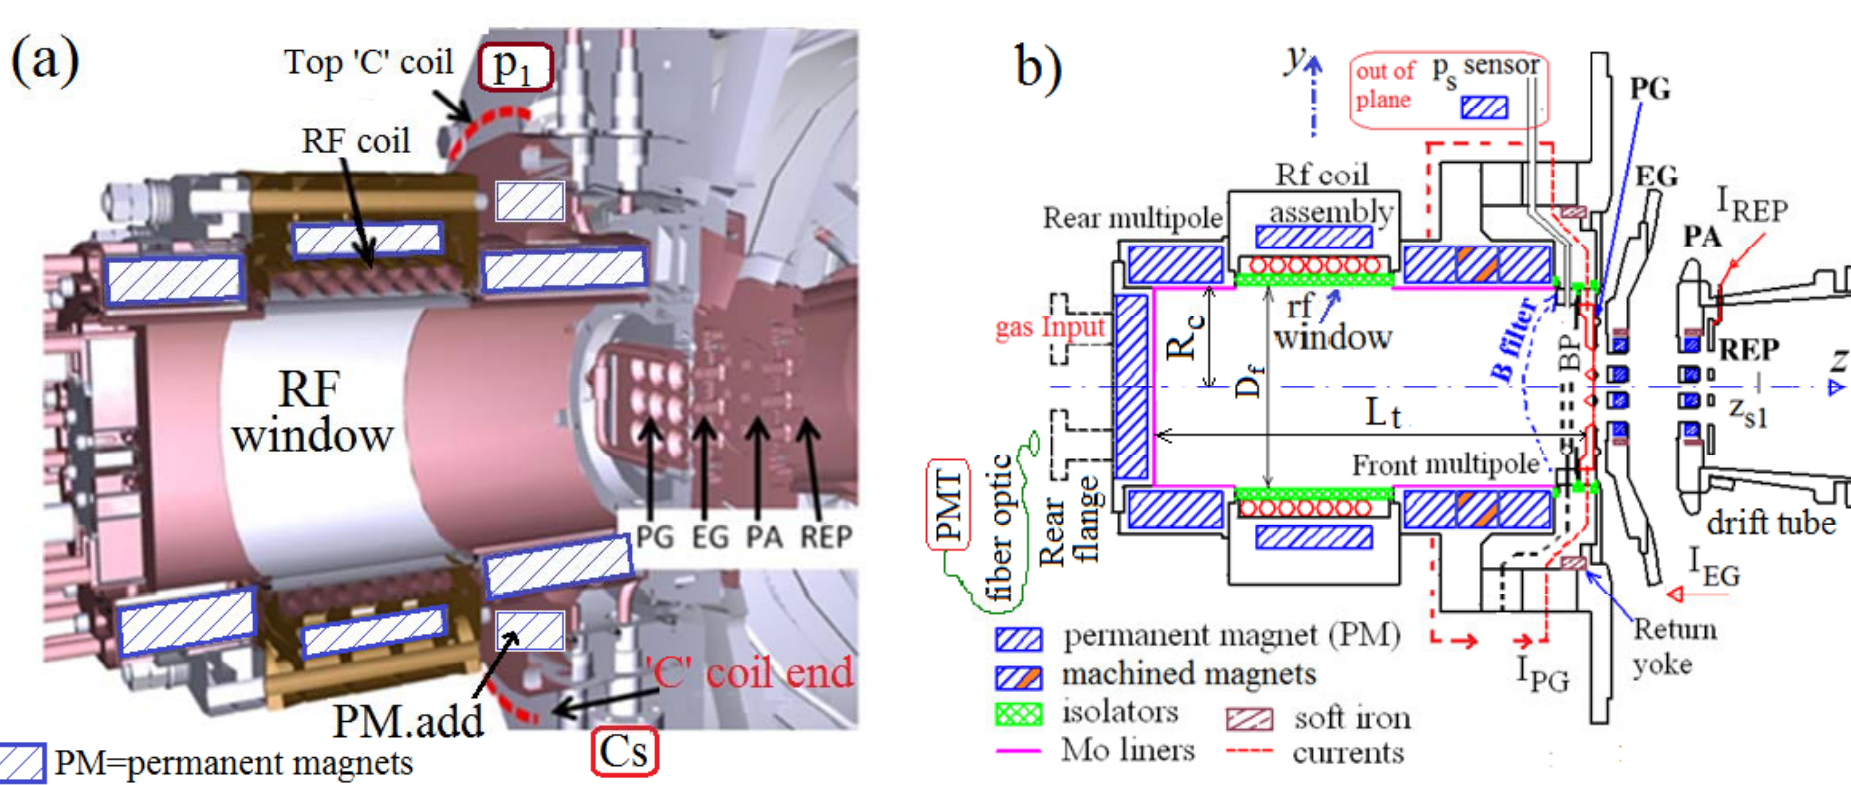 (a)
Top 'C' coil
p1
RF coil
RF
window
PG
EG
PA
REP
'C' coil end
PM.add
Cs
PM=permanent magnets
b)
y
out of
plane
ps sensor
PG
EG
IREP
PA
Rf coil
assembly
Rear multipole
gas Input
Rc
Df
rf
window
B filter
BP
REP
z
zs1
Lt
Front multipole
PMT
fiber optic
Rear
flange
drift tube
IEG
Return
yoke
IPG
permanent magnet (PM)
machined magnets
isolators
Mo liners
soft iron
currents